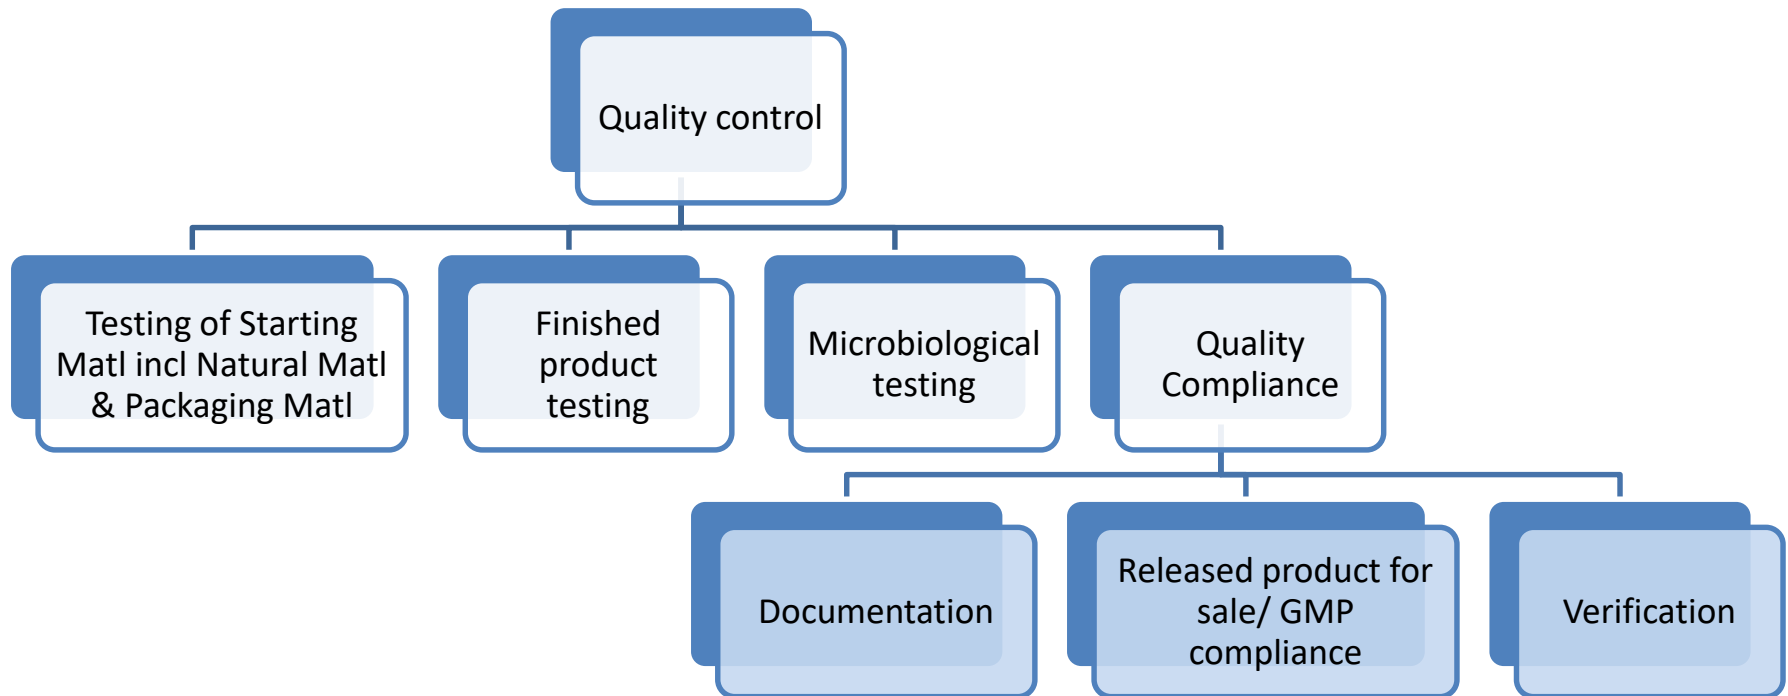 Quality control
Testing of Starting
Matl incl Natural Matl
& Packaging Matl
Finished
product
testing
Microbiological
testing
Quality
Compliance
Documentation
Released product for
sale/ GMP
compliance
Verification